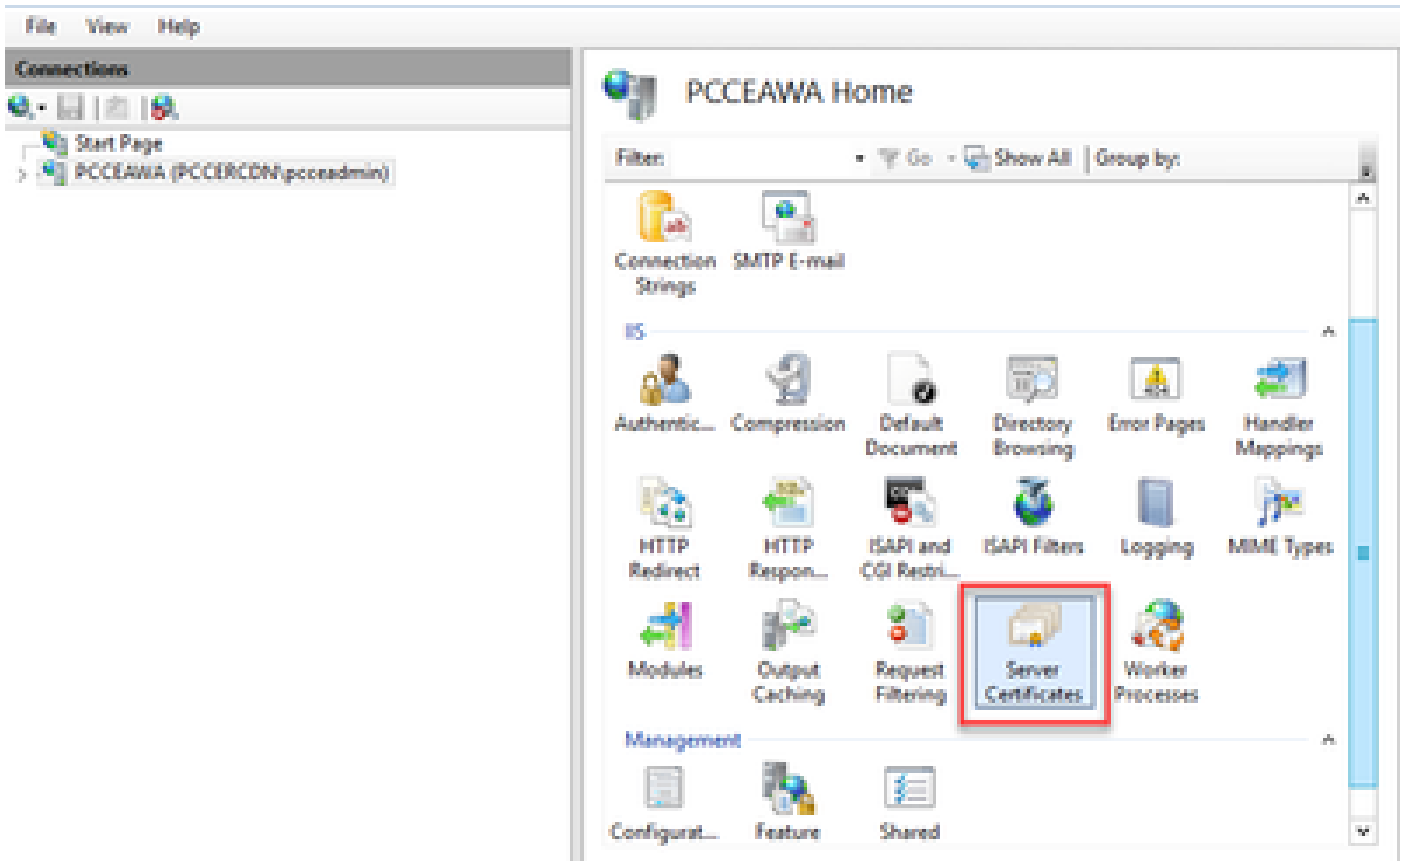 File View Help
Connections
Start Page
PCCEAWA (PCCERCDN\pcceadmin)
PCCEAWA Home
Filter: Go Show All Group by:
Connection SMTP E-mail
Strings
IIS
Authentic... Compression Default Directory Error Pages Handler
Document Browsing Mappings
HTTP HTTP ISAPI and ISAPI Filters Logging MIME Types
Redirect Respon... CGI Restri...
Modules Output Request Server Worker
Caching Filtering Certificates Processes
Management
Configurat... Feature Shared